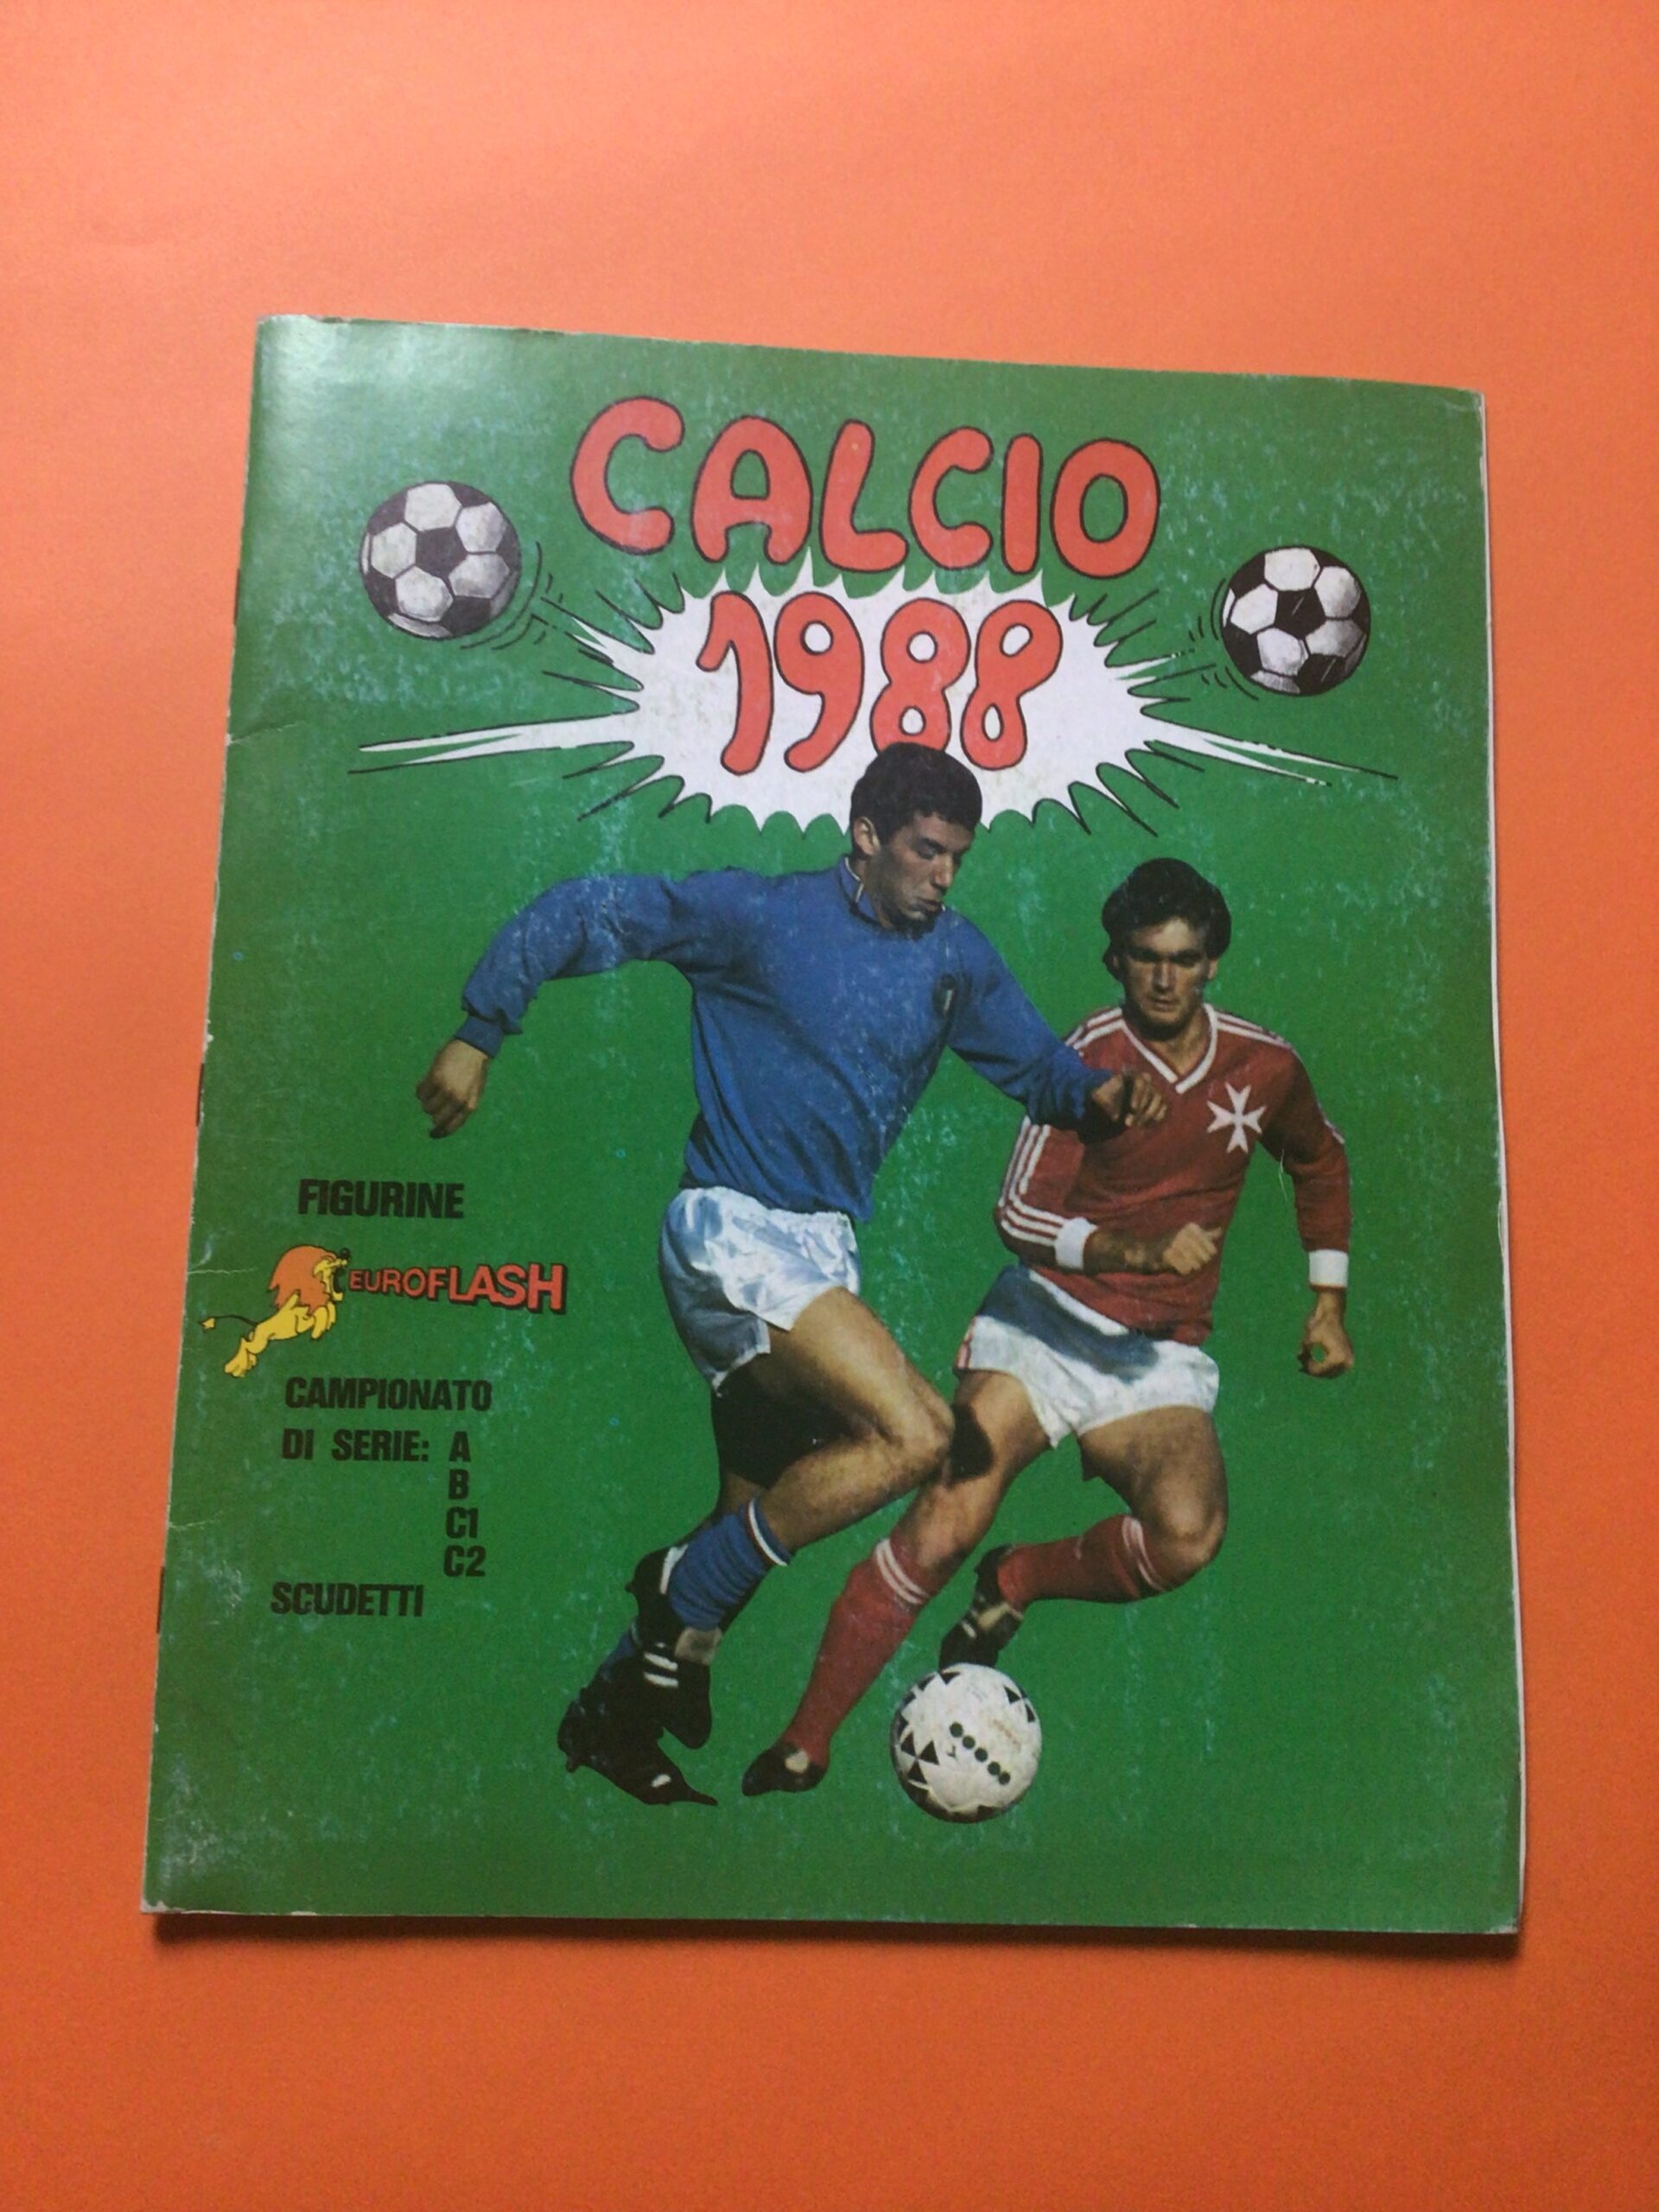 CALCIO
1988
FIGURINE
EUROFLASH
CAMPIONATO
DI SERIE: A
B
C1
C2
SCUDETTI